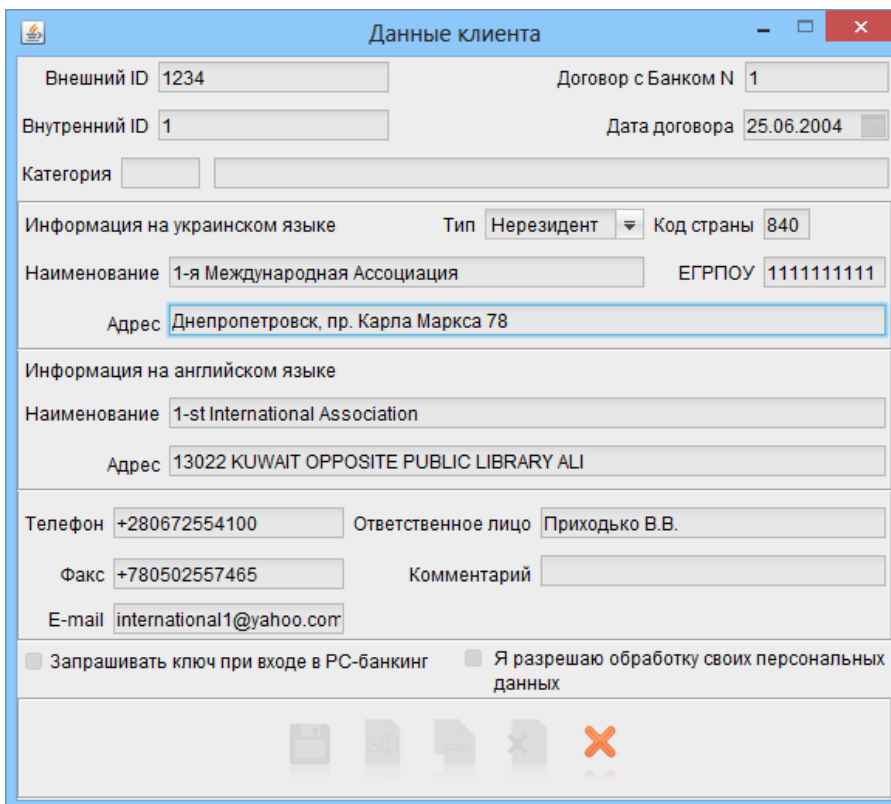 Данные клиента
Внешний ID 1234 Договор с Банком N 1
Внутренний ID 1 Дата договора 25.06.2004
Категория
Информация на украинском языке Тип Нерезидент Код страны 840
Наименование 1-я Международная Ассоциация ЕГРПОУ 1111111111
Адрес Днепропетровск, пр. Карла Маркса 78
Информация на английском языке
Наименование 1-st International Association
Адрес 13022 KUWAIT OPPOSITE PUBLIC LIBRARY ALI
Телефон +280672554100 Ответственное лицо Приходько В.В.
Факс +780502557465 Комментарий
E-mail international1@yahoo.com
Запрашивать ключ при входе в PC-банкинг Я разрешаю обработку своих персональных
данных